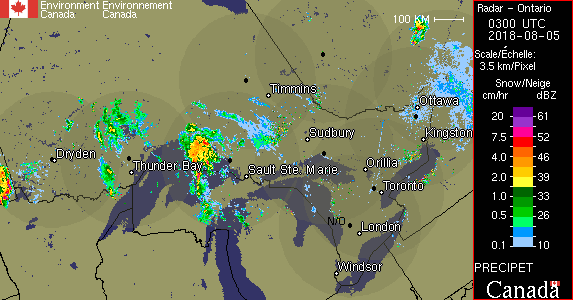 Environment Environnement
Canada Canada
100 KM
Timmins
Ottawa
Kingston
Sudbury
Dryden
Thunder Bay
Sault Ste. Marie
Orillia
Toronto
N/D
London
Windsor
Radar - Ontario
0300 UTC
2018-08-05
Scale/Échelle:
3.5 km/Pixel
Snow/Neige
cm/hr dBZ
20 61
7.5 52
4.0 46
2.0 39
1.0 33
0.5 26
0.1 10
PRECIPET
Canada